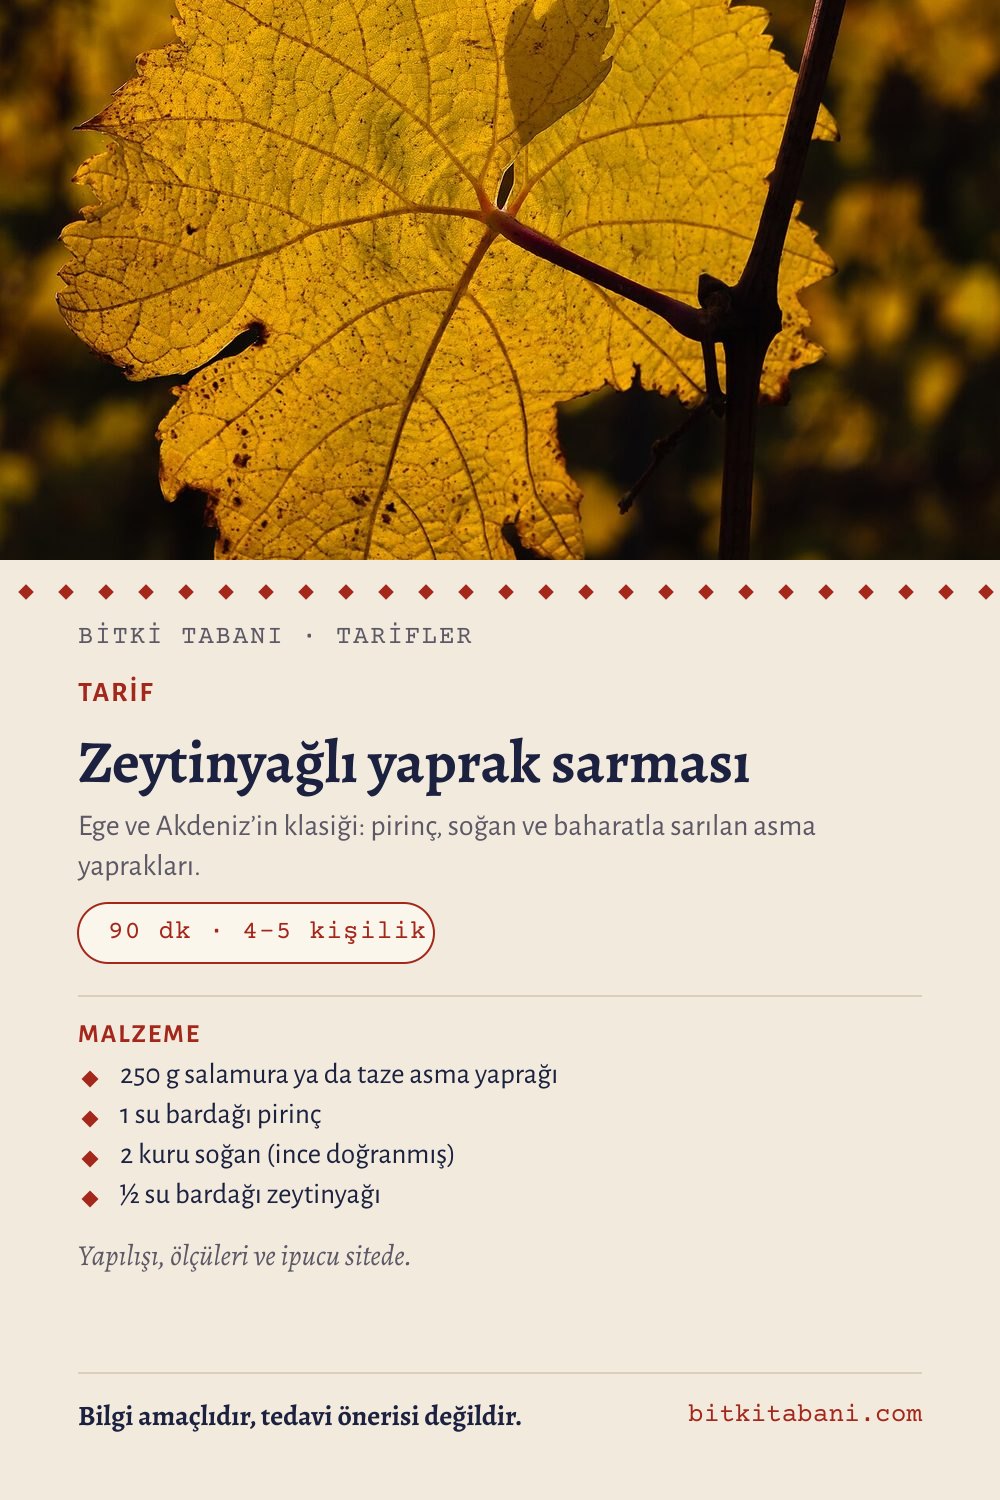 BİTKİ TABANI · TARİFLER
TARİF
Zeytinyağlı yaprak sarması
Ege ve Akdeniz’in klasiği: pirinç, soğan ve baharatla sarılan asma
yaprakları.
90 dk · 4–5 kişilik
MALZEME
250 g salamura ya da taze asma yaprağı
1 su bardağı pirinç
2 kuru soğan (ince doğranmış)
½ su bardağı zeytinyağı
Yapılışı, ölçüleri ve ipucu sitede.
Bilgi amaçlıdır, tedavi önerisi değildir.
bitkitabani.com